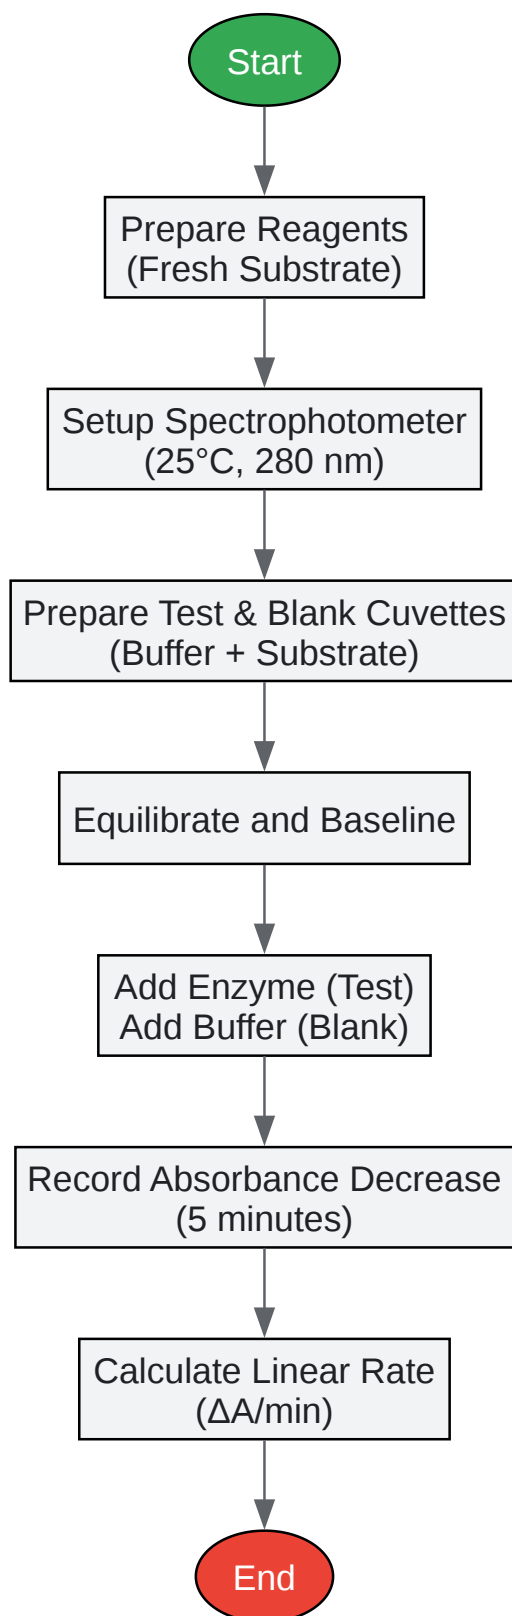 Start
Prepare Reagents
(Fresh Substrate)
Setup Spectrophotometer
(25°C, 280 nm)
Prepare Test & Blank Cuvettes
(Buffer + Substrate)
Equilibrate and Baseline
Add Enzyme (Test)
Add Buffer (Blank)
Record Absorbance Decrease
(5 minutes)
Calculate Linear Rate
(ΔA/min)
End